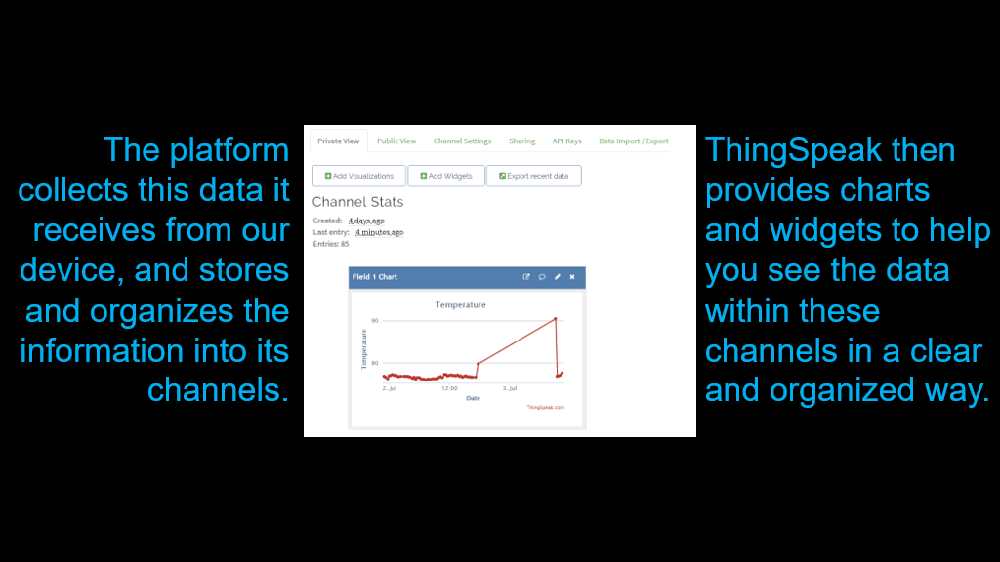 The platform
collects this data it
receives from our
device, and stores
and organizes the
information into its
channels.
Private View Public View Channel Settings Sharing API Keys Data Import / Export
Add Visualizations Add Widgets Export recent data
Channel Stats
Created: 4 days ago
Last entry: 4 minutes ago
Entries: 85
Field 1 Chart
Temperature
Temperature
90
80
2. Jul 12:00 3. Jul
Date
ThingSpeak.com
ThingSpeak then
provides charts
and widgets to help
you see the data
within these
channels in a clear
and organized way.